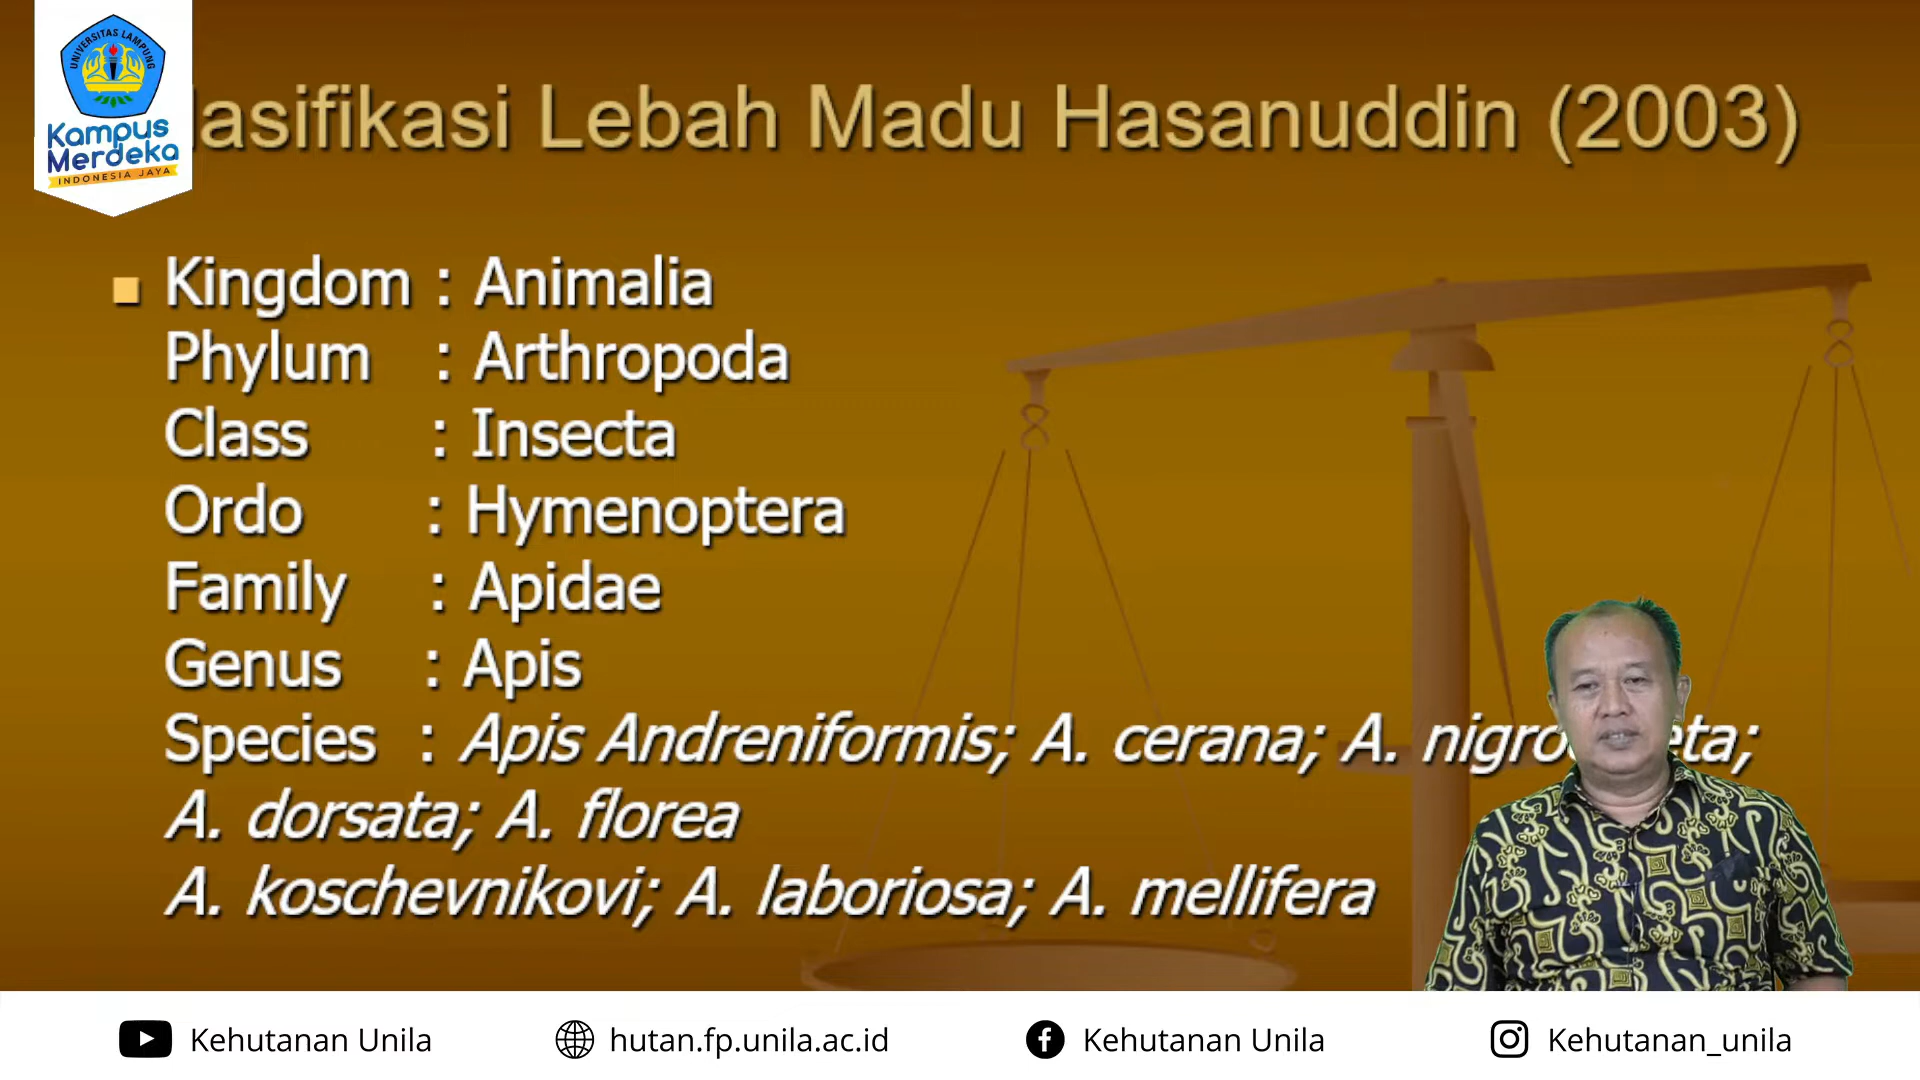 UNIVERSITAS LAMPUNG
Kampus
Merdeka
INDONESIA JAYA
lasifikasi Lebah Madu Hasanuddin (2003)
Kingdom : Animalia
Phylum : Arthropoda
Class : Insecta
Ordo : Hymenoptera
Family : Apidae
Genus : Apis
Species : Apis Andreniformis; A. cerana; A.
A. dorsata; A. florea
A. koschevnikovi; A. laboriosa; A. mellifera
Kehutanan Unila
hutan.fp.unila.ac.id
Kehutanan Unila
Kehutanan_unila